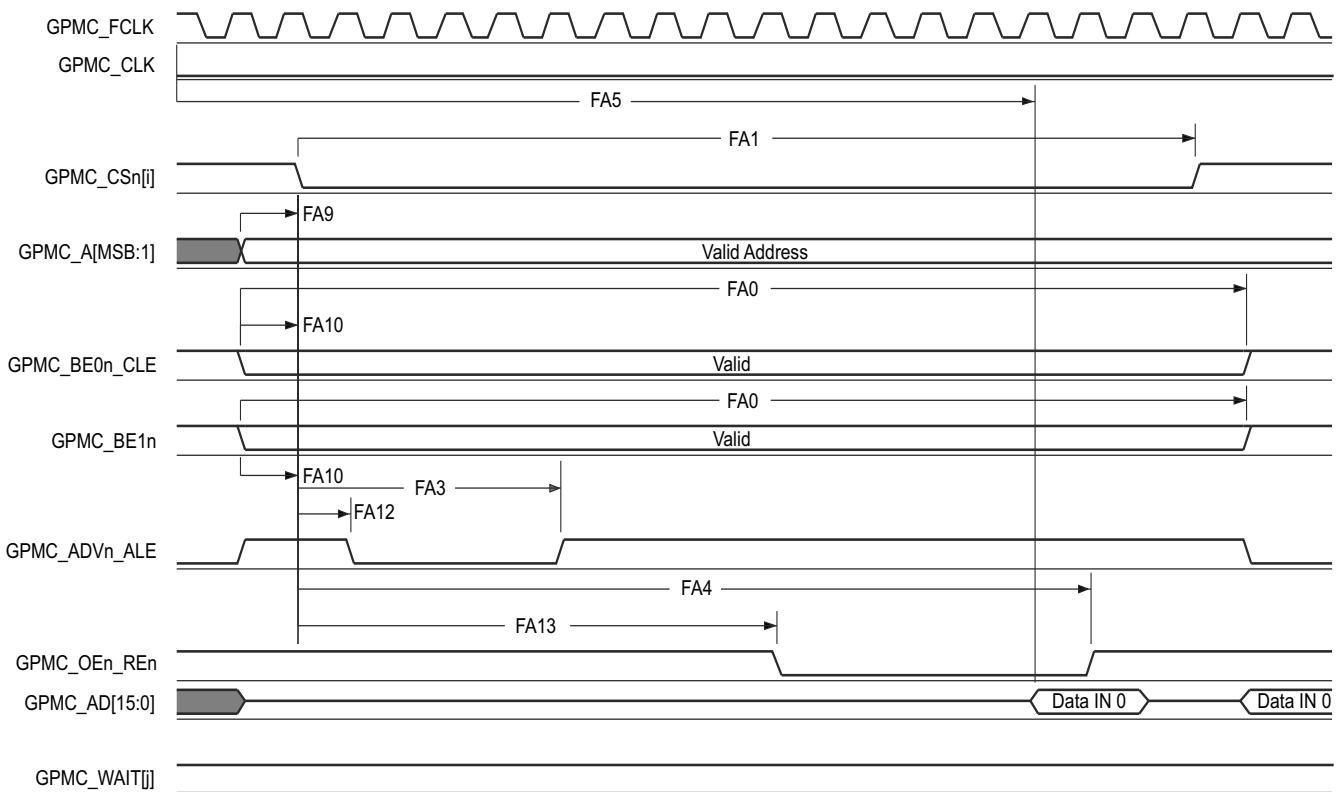 GPMC_FCLK
GPMC_CLK
FA5
FA1
GPMC_CSn[i]
FA9
GPMC_A[MSB:1]
Valid Address
FA0
FA10
GPMC_BE0n_CLE
Valid
FA0
GPMC_BE1n
Valid
FA10
FA3
FA12
GPMC_ADVn_ALE
FA4
FA13
GPMC_OEn_REn
GPMC_AD[15:0]
Data IN 0
Data IN 0
GPMC_WAIT[j]